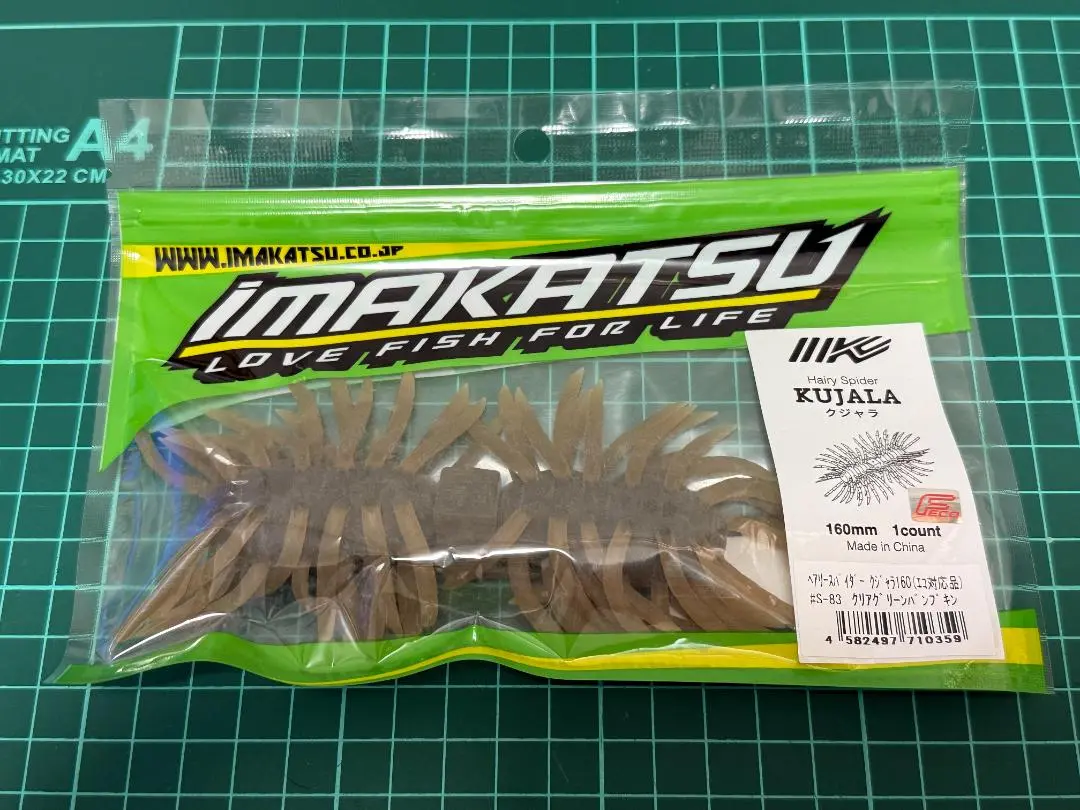 CUTTING
MAT A4
30X22 CM
WWW.IMAKATSU.CO.JP
iMAKATSU
LOVE FISH FOR LIFE
IIIKE
Hairy Spider
KUJALA
クジャラ
FECO
160mm 1count
Made in China
ヘアリースパイダー クジャラ160(エコ対応品)
#S-83 クリアグリーンパンプキン
4 582497 710359